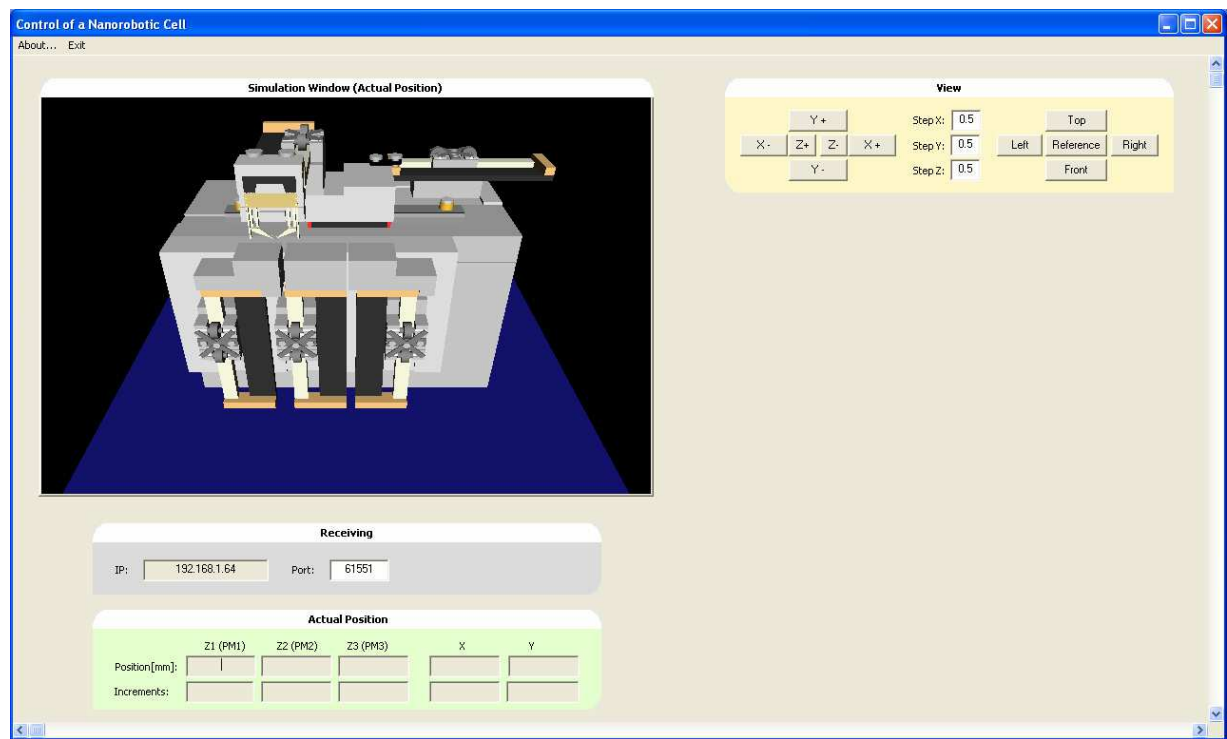 Control of a Nanorobotic Cell
About... Exit
Simulation Window (Actual Position)
View
Y + Step X: 0.5 Top
X - Z+ Z- X + Step Y: 0.5 Left Reference Right
Y - Step Z: 0.5 Front
Receiving
IP: 192.168.1.64 Port: 61551
Actual Position
Z1 (PM1) Z2 (PM2) Z3 (PM3) X Y
Position[mm]:
Increments: